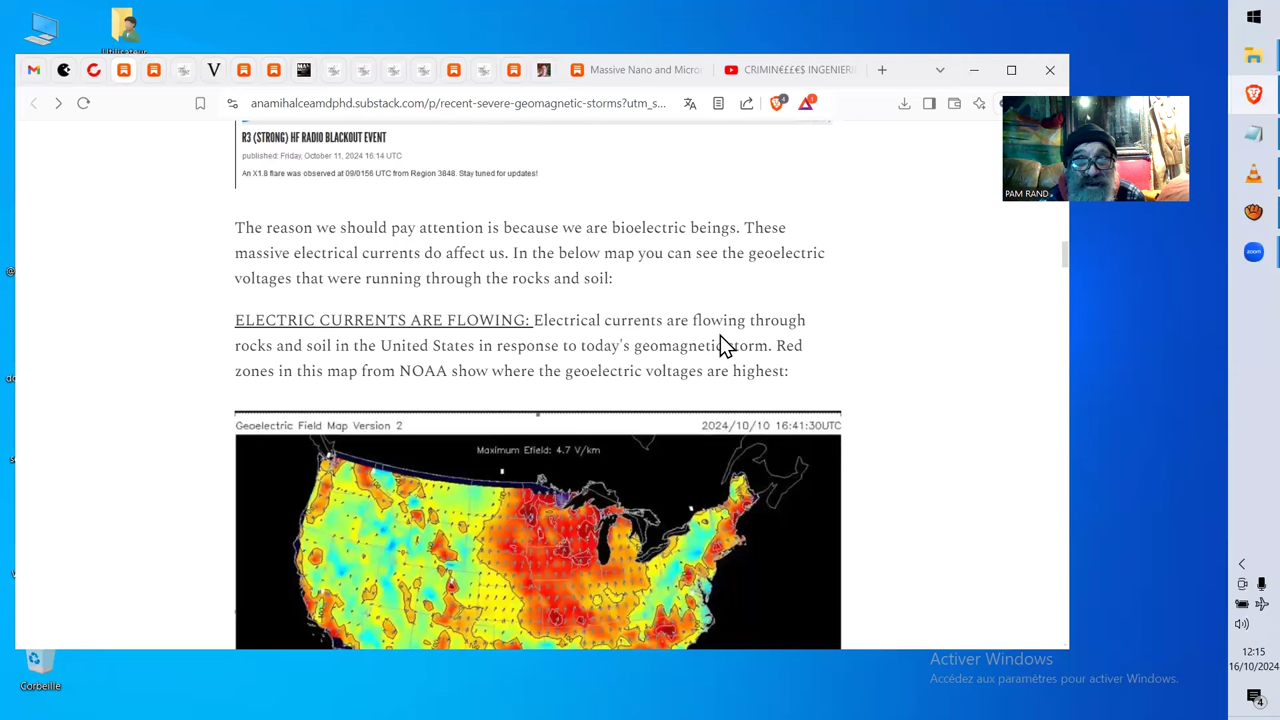 Utilisateur
Massive Nano and Micro
CRIMIN€££€$ INGENIERI
anamihalceamdphd.substack.com/p/recent-severe-geomagnetic-storms?utm_s...
R3 (STRONG) HF RADIO BLACKOUT EVENT
published: Friday, October 11, 2024 16:14 UTC
An X1.8 flare was observed at 09/0156 UTC from Region 3848. Stay tuned for updates!
PAM RAND
The reason we should pay attention is because we are bioelectric beings. These
massive electrical currents do affect us. In the below map you can see the geoelectric
voltages that were running through the rocks and soil:
ELECTRIC CURRENTS ARE FLOWING: Electrical currents are flowing through
rocks and soil in the United States in response to today's geomagnetic storm. Red
zones in this map from NOAA show where the geoelectric voltages are highest:
Geoelectric Field Map Version 2
2024/10/10 16:41:30UTC
Maximum Efield: 4.7 V/km
zoom
Corbeille
Activer Windows
Accédez aux paramètres pour activer Windows.
12:15
16/10/2024
4